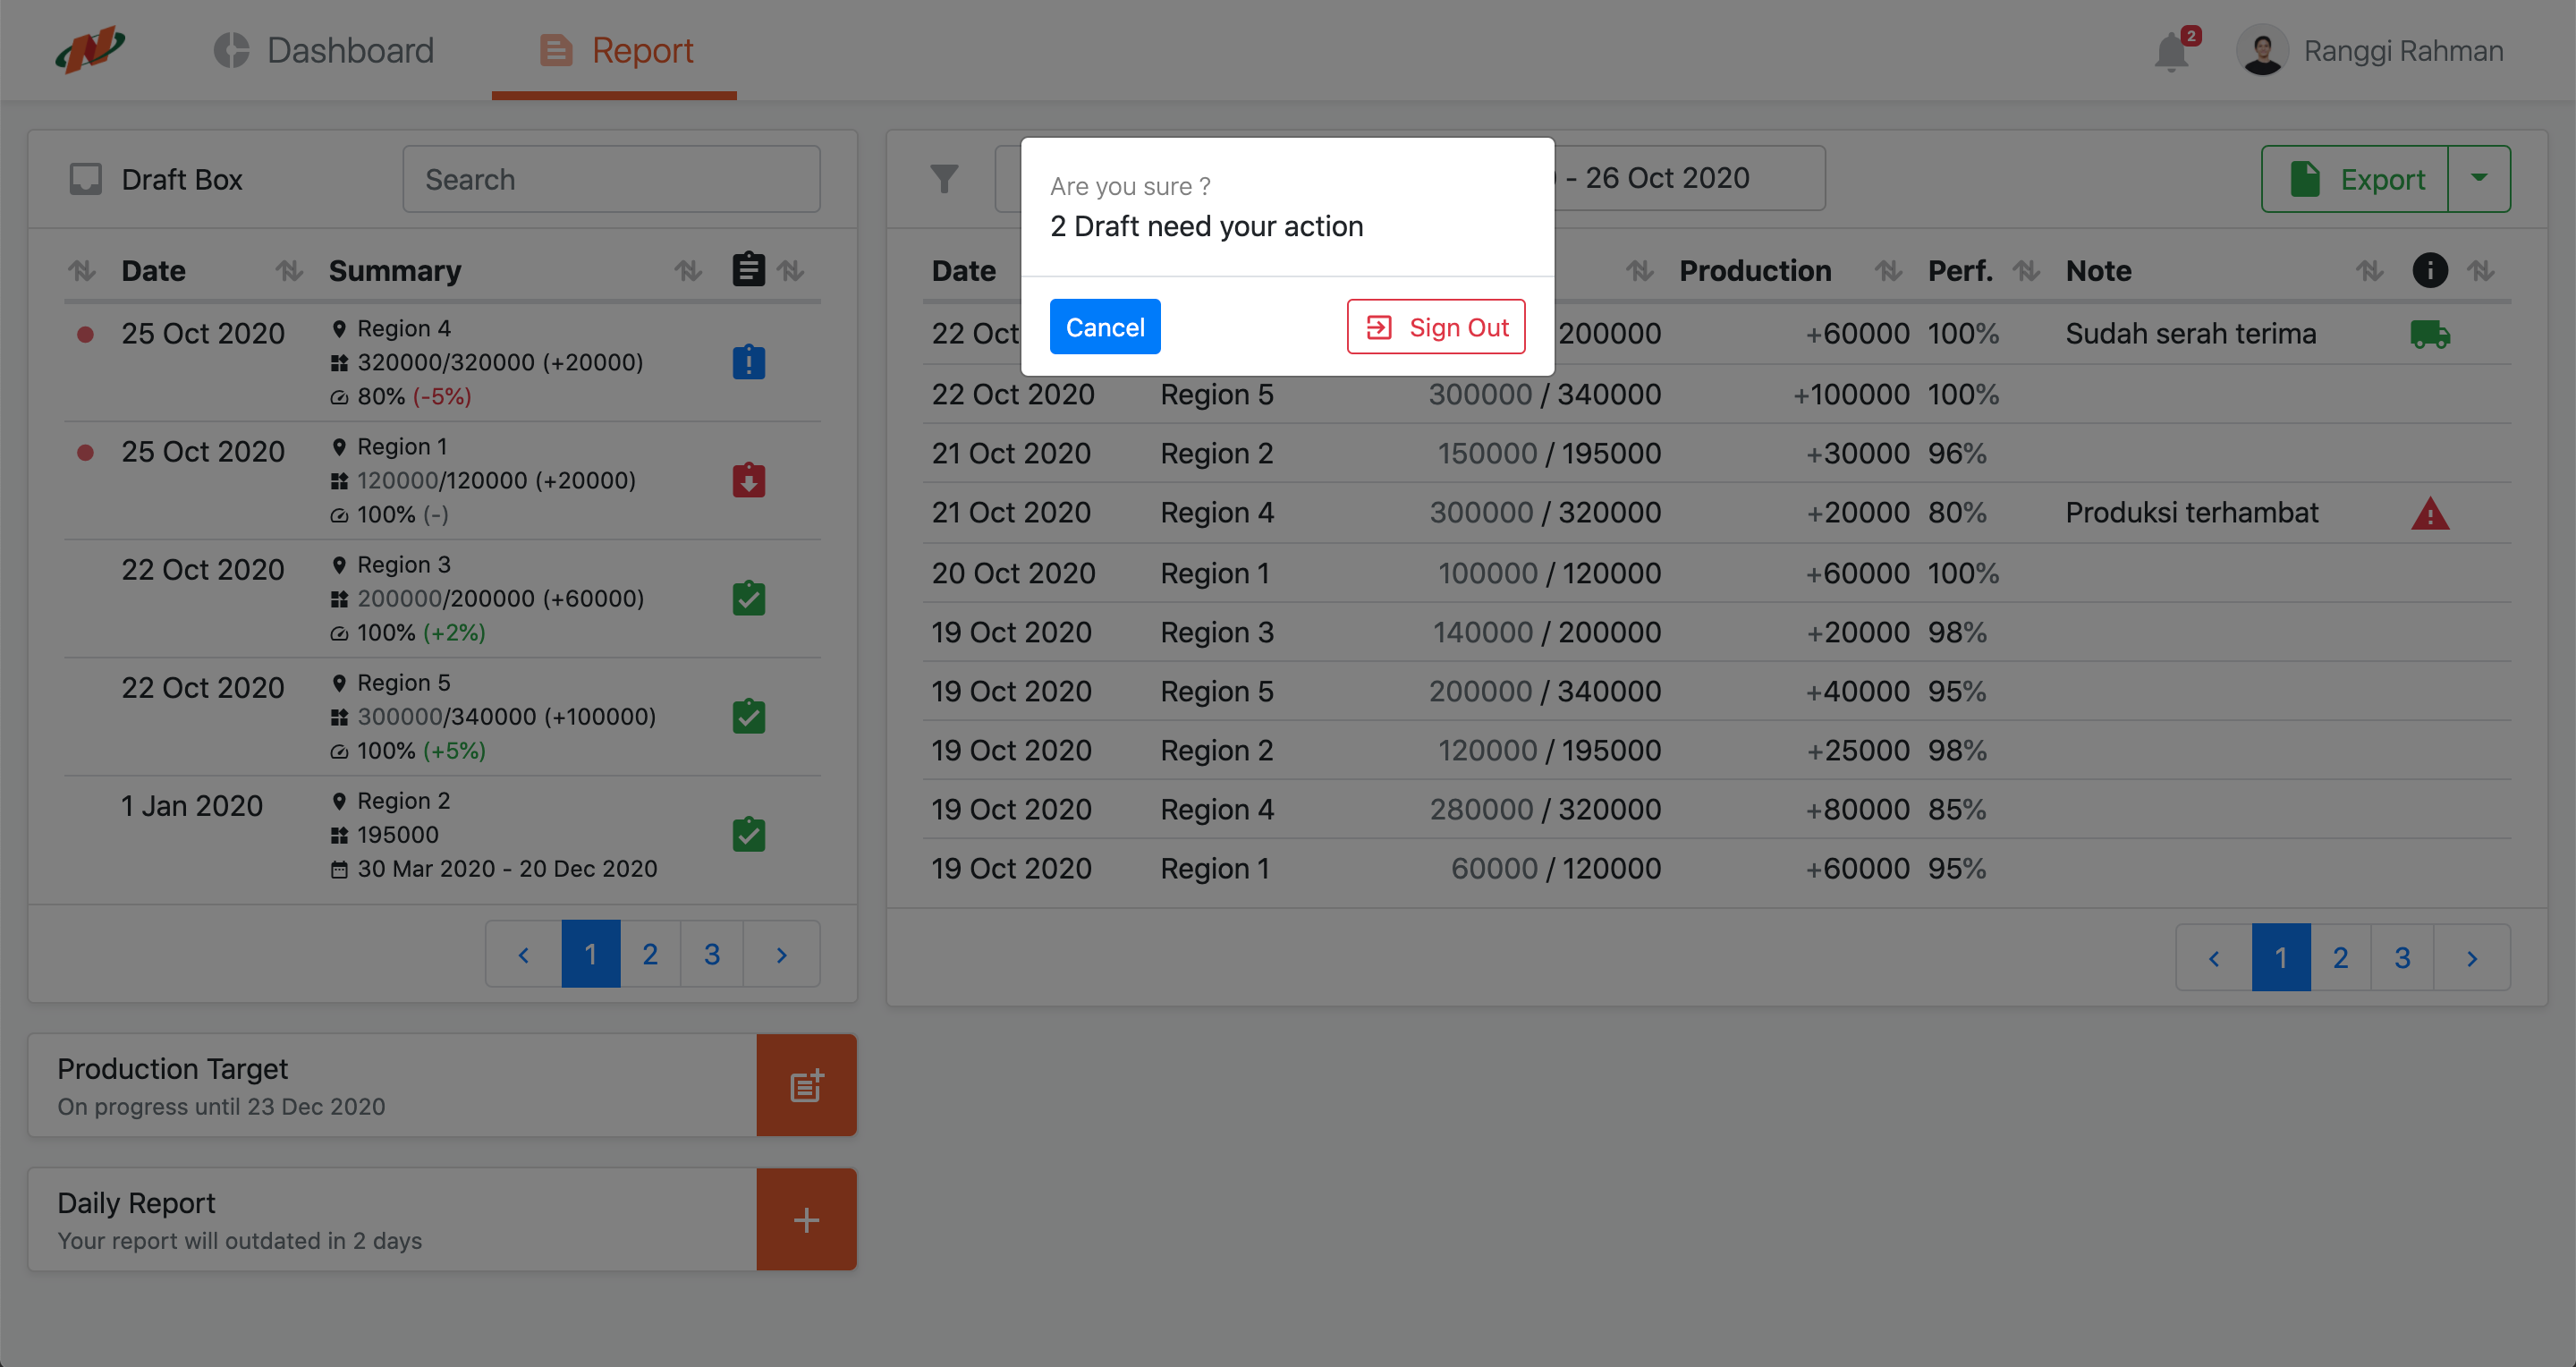 Dashboard
Report
2
Ranggi Rahman
Draft Box
Search
Date Summary
25 Oct 2020
Region 4
320000/320000 (+20000)
80% (-5%)
25 Oct 2020
Region 1
120000/120000 (+20000)
100% (-)
22 Oct 2020
Region 3
200000/200000 (+60000)
100% (+2%)
22 Oct 2020
Region 5
300000/340000 (+100000)
100% (+5%)
1 Jan 2020
Region 2
195000
30 Mar 2020 - 20 Dec 2020
‹ 1 2 3 ›
Production Target
On progress until 23 Dec 2020
Daily Report
Your report will outdated in 2 days
+
Are you sure ?
2 Draft need your action
Cancel
Sign Out
- 26 Oct 2020
Export
Date Production Perf. Note
22 Oct 200000 +60000 100% Sudah serah terima
22 Oct 2020 Region 5 300000 / 340000 +100000 100%
21 Oct 2020 Region 2 150000 / 195000 +30000 96%
21 Oct 2020 Region 4 300000 / 320000 +20000 80% Produksi terhambat
20 Oct 2020 Region 1 100000 / 120000 +60000 100%
19 Oct 2020 Region 3 140000 / 200000 +20000 98%
19 Oct 2020 Region 5 200000 / 340000 +40000 95%
19 Oct 2020 Region 2 120000 / 195000 +25000 98%
19 Oct 2020 Region 4 280000 / 320000 +80000 85%
19 Oct 2020 Region 1 60000 / 120000 +60000 95%
‹ 1 2 3 ›